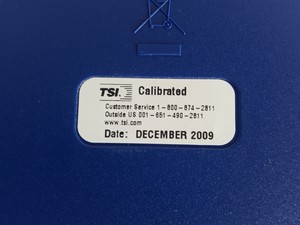 TSI Calibrated
Customer Service 1-800-874-2811
Outside US 001-651-490-2811
www.tsi.com
Date: DECEMBER 2009